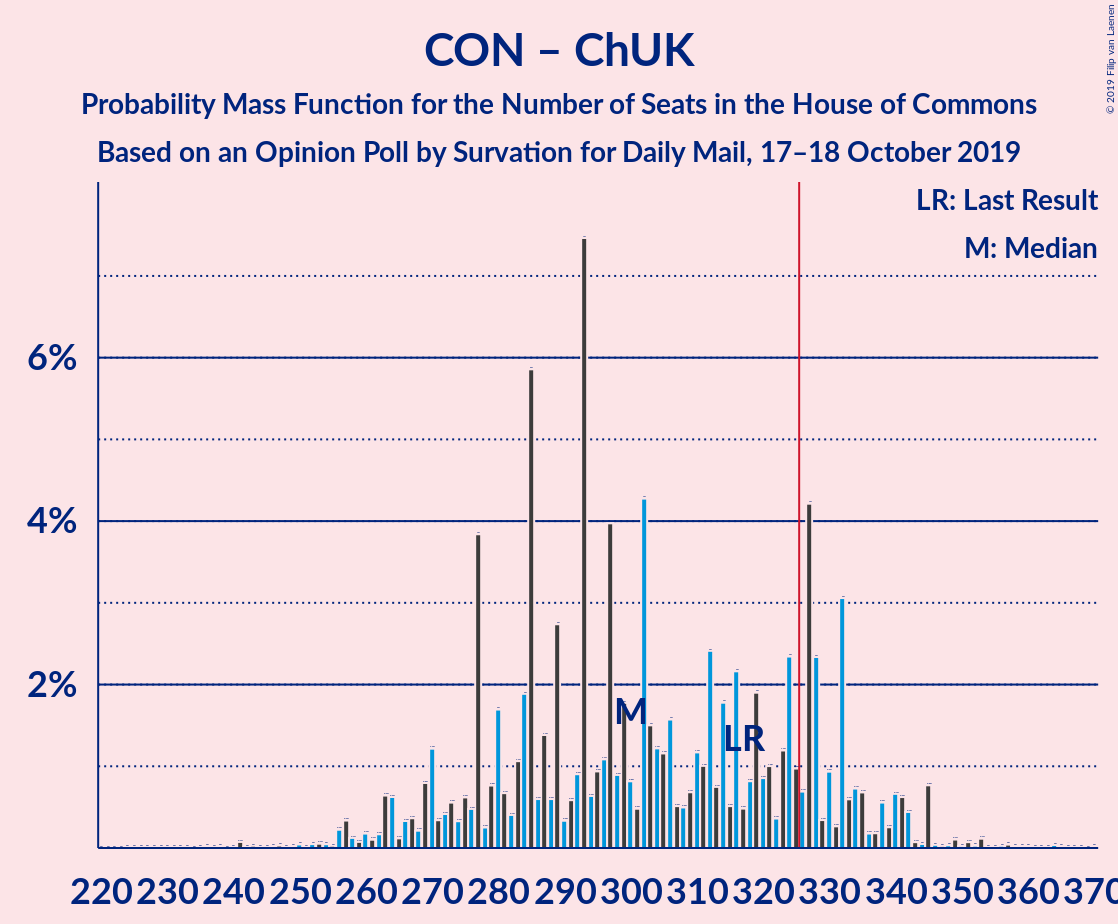 CON – ChUK
Probability Mass Function for the Number of Seats in the House of Commons
Based on an Opinion Poll by Survation for Daily Mail, 17–18 October 2019
© 2019 Filip van Laenen
LR: Last Result
M: Median
6%
4%
2%
M
LR
220 230 240 250 260 270 280 290 300 310 320 330 340 350 360 370